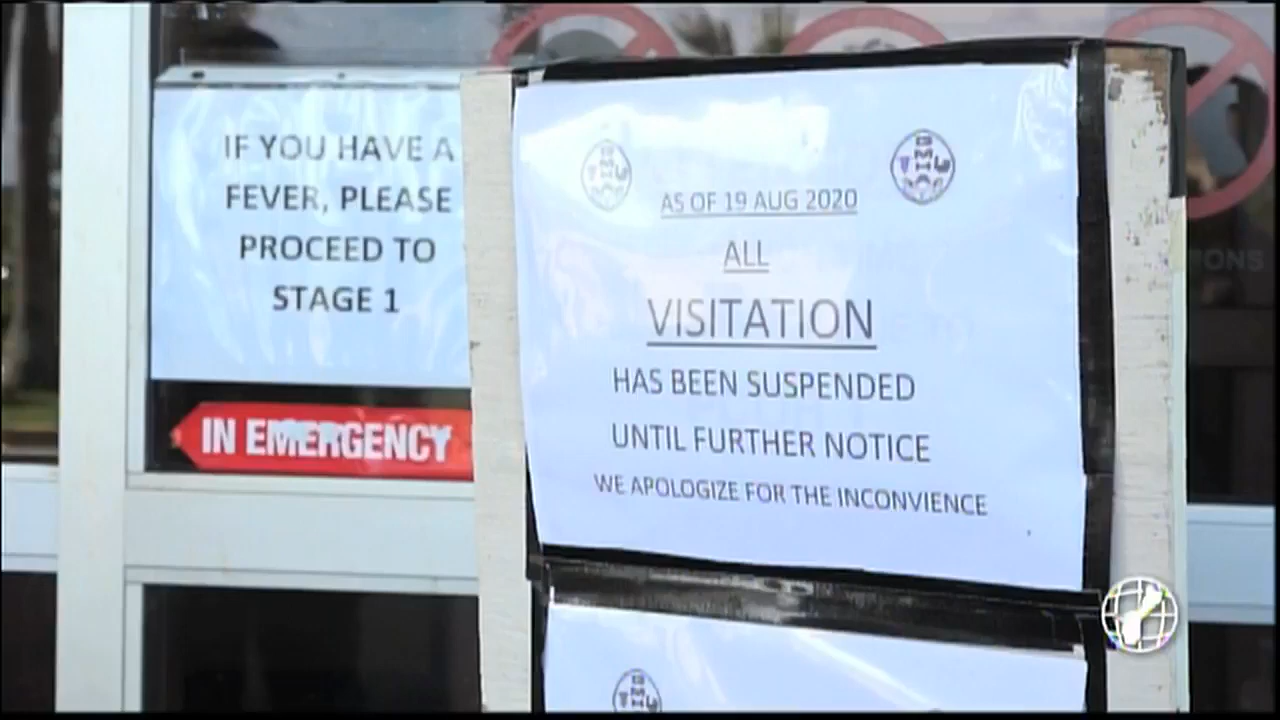 IF YOU HAVE A
FEVER, PLEASE
PROCEED TO
STAGE 1
IN EMERGENCY
AS OF 19 AUG 2020
ALL
VISITATION
HAS BEEN SUSPENDED
UNTIL FURTHER NOTICE
WE APOLOGIZE FOR THE INCONVIENCE